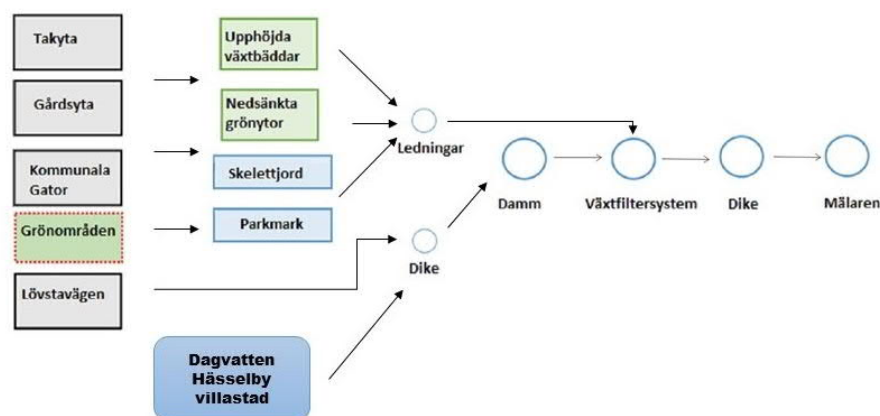 Takyta
Gårdsyta
Kommunala
Gator
Grönområden
Lövstavägen
Upphöjda
växtbäddar
Nedsänkta
grönytor
Skelettjord
Parkmark
Dagvatten
Hässelby
villastad
Ledningar
Dike
Damm
Växtfiltersystem
Dike
Mälaren